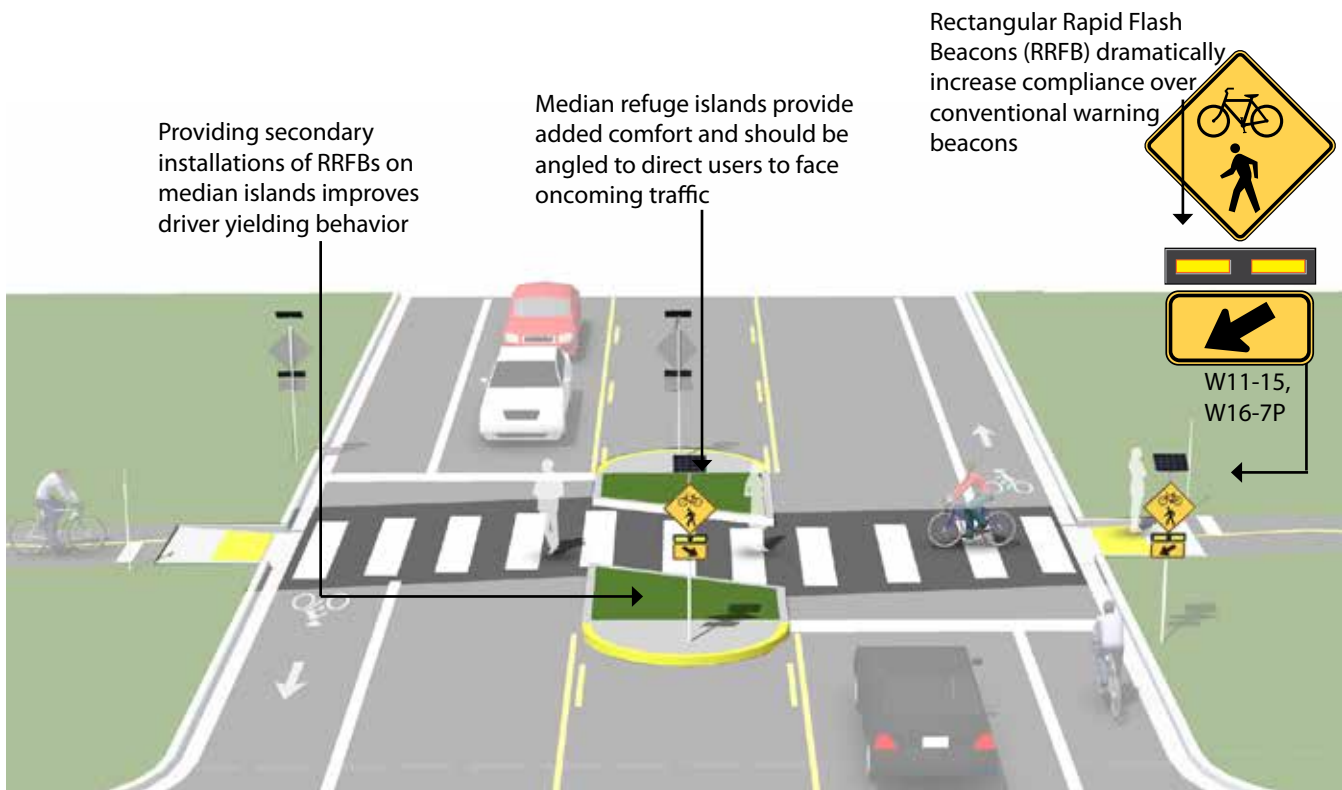 Providing secondary
installations of RRFBs on
median islands improves
driver yielding behavior
Median refuge islands provide
added comfort and should be
angled to direct users to face
oncoming traffic
Rectangular Rapid Flash
Beacons (RRFB) dramatically
increase compliance over
conventional warning
beacons
W11-15,
W16-7P